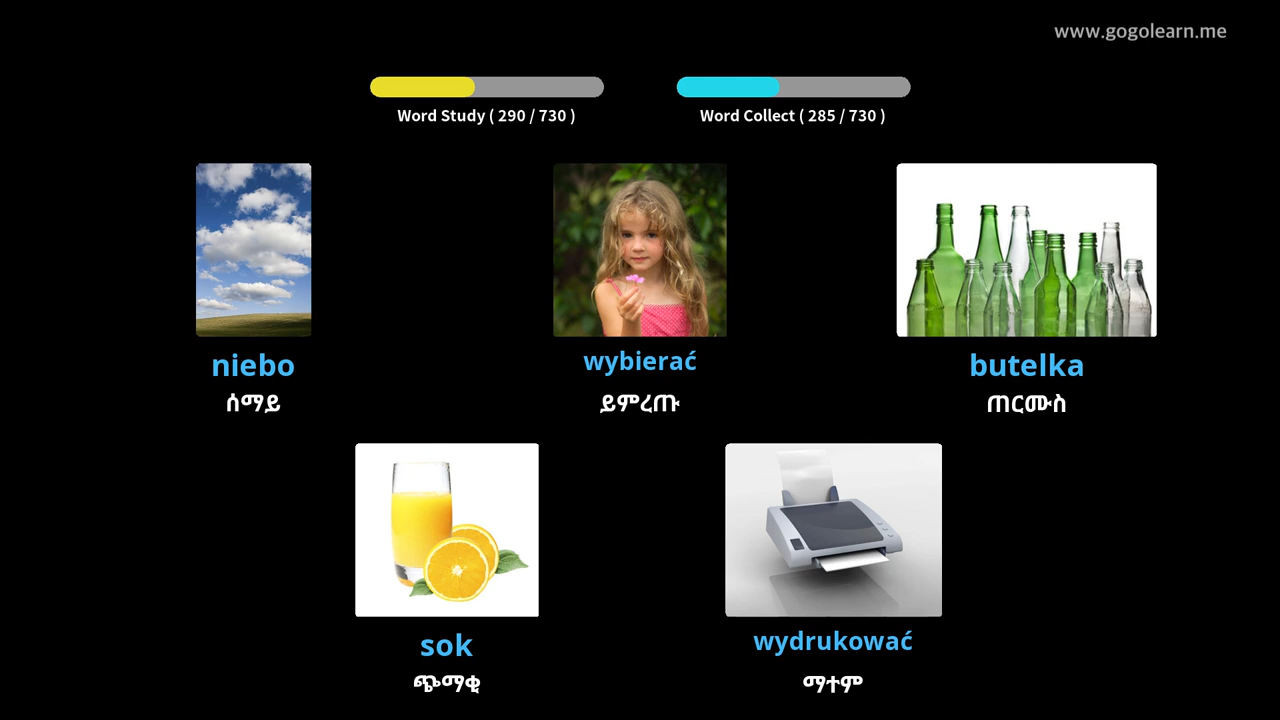 www.gogolearn.me
Word Study ( 290 / 730 )
Word Collect ( 285 / 730 )
niebo
ሰማይ
wybierać
ይምረጡ
butelka
ጠርሙስ
sok
ጭማቂ
wydrukować
ማተም